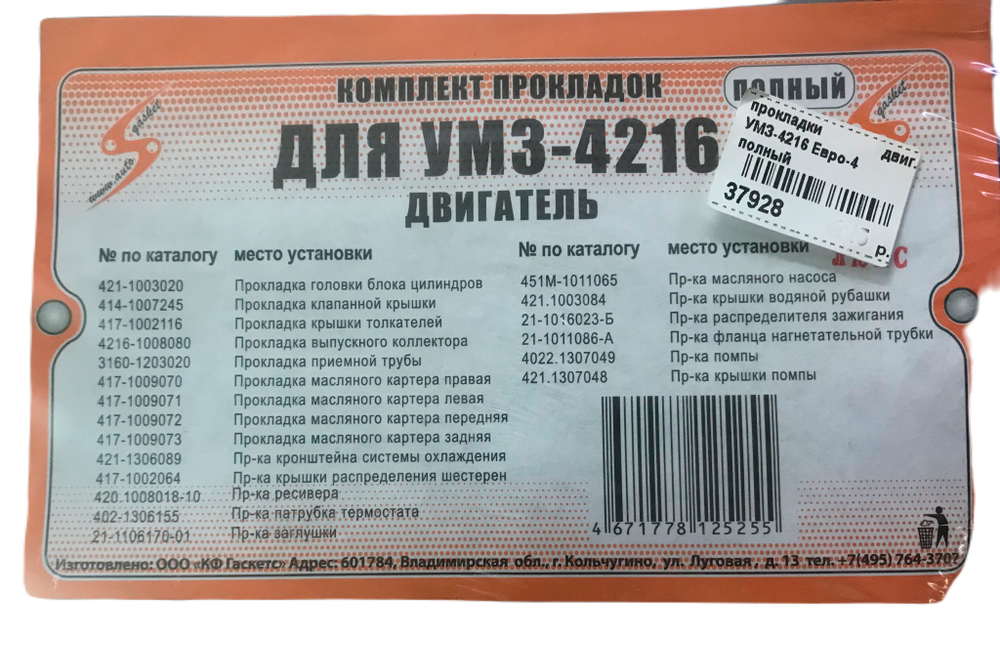 КОМПЛЕКТ ПРОКЛАДОК
ПОЛНЫЙ
gasket
www.auto
gasket
ДЛЯ УМЗ-4216
ДВИГАТЕЛЬ
прокладки двиг.
УМЗ-4216 Евро-4
полный
37928
р.
№ по каталогу место установки
421-1003020 Прокладка головки блока цилиндров
414-1007245 Прокладка клапанной крышки
417-1002116 Прокладка крышки толкателей
4216-1008080 Прокладка выпускного коллектора
3160-1203020 Прокладка приемной трубы
417-1009070 Прокладка масляного картера правая
417-1009071 Прокладка масляного картера левая
417-1009072 Прокладка масляного картера передняя
417-1009073 Прокладка масляного картера задняя
421-1306089 Пр-ка кронштейна системы охлаждения
417-1002064 Пр-ка крышки распределения шестерен
420.1008018-10 Пр-ка ресивера
402-1306155 Пр-ка патрубка термостата
21-1106170-01 Пр-ка заглушки
№ по каталогу место установки
451М-1011065 Пр-ка масляного насоса
421.1003084 Пр-ка крышки водяной рубашки
21-1016023-Б Пр-ка распределителя зажигания
21-1011086-А Пр-ка фланца нагнетательной трубки
4022.1307049 Пр-ка помпы
421.1307048 Пр-ка крышки помпы
4 671778 125255
Изготовлено: ООО «КФ Гаскетс» Адрес: 601784, Владимирская обл., г. Кольчугино, ул. Луговая, д. 13 тел. +7(495) 764-3707